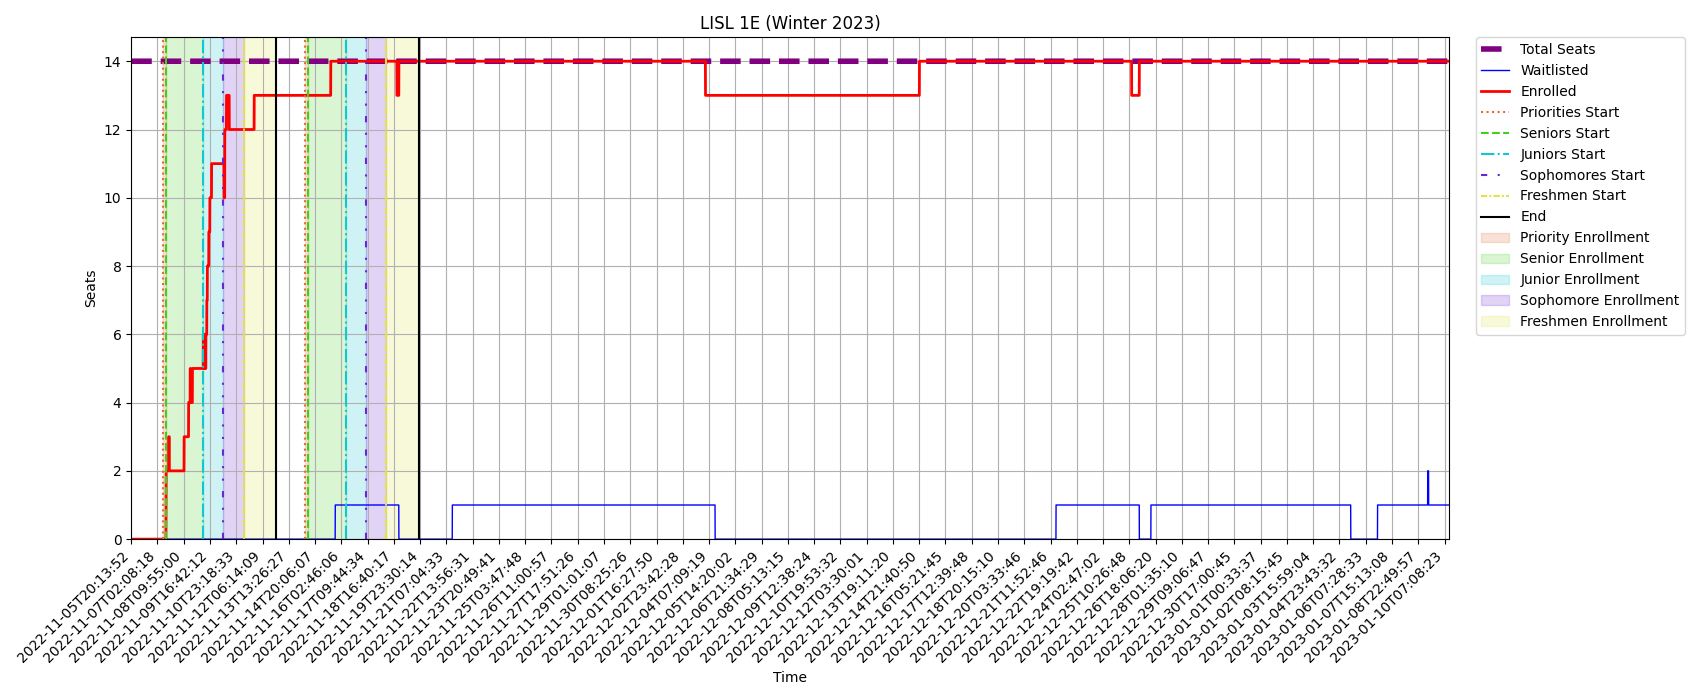 LISL 1E (Winter 2023)
14
12
10
8
6
4
2
0
Seats
2022-11-05T20:13:52
2022-11-07T02:08:18
2022-11-08T09:55:00
2022-11-09T16:42:12
2022-11-10T23:18:33
2022-11-12T06:14:09
2022-11-13T13:26:27
2022-11-14T20:06:07
2022-11-16T02:46:06
2022-11-17T09:44:34
2022-11-18T16:40:17
2022-11-19T23:30:14
2022-11-21T07:04:33
2022-11-23T20:49:41
2022-11-25T03:47:48
2022-11-26T11:00:57
2022-11-27T17:51:26
2022-11-29T01:01:07
2022-11-30T08:25:26
2022-12-01T16:27:50
2022-12-02T23:42:28
2022-12-04T07:09:19
2022-12-05T14:20:02
2022-12-06T21:34:29
2022-12-08T05:13:15
2022-12-09T12:38:24
2022-12-10T19:53:32
2022-12-12T03:30:01
2022-12-13T19:11:20
2022-12-14T21:40:50
2022-12-16T05:21:45
2022-12-17T12:39:48
2022-12-18T20:15:10
2022-12-20T03:33:46
2022-12-21T11:52:46
2022-12-22T19:19:42
2022-12-24T02:47:02
2022-12-25T10:26:48
2022-12-26T18:06:20
2022-12-28T01:35:10
2022-12-29T09:06:47
2022-12-30T17:00:45
2023-01-01T00:33:37
2023-01-02T08:15:45
2023-01-03T15:59:04
2023-01-04T23:43:32
2023-01-06T07:28:33
2023-01-07T15:13:08
2023-01-08T22:49:57
2023-01-10T07:08:23
Time
Total Seats
Waitlisted
Enrolled
Priorities Start
Seniors Start
Juniors Start
Sophomores Start
Freshmen Start
End
Priority Enrollment
Senior Enrollment
Junior Enrollment
Sophomore Enrollment
Freshmen Enrollment